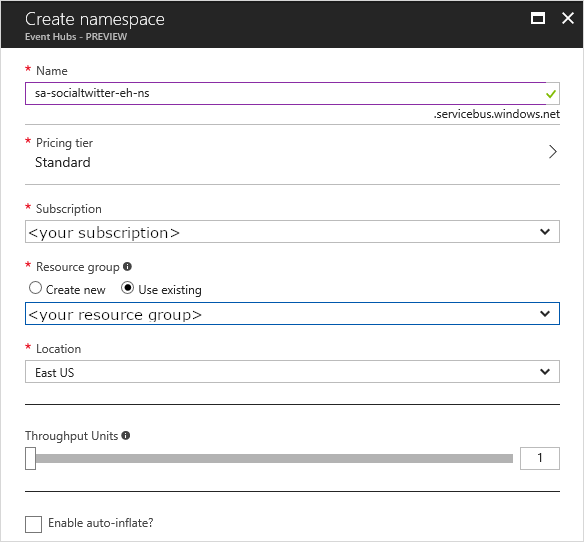 Create namespace
Event Hubs - PREVIEW
* Name
sa-socialtwitter-eh-ns
.servicebus.windows.net
* Pricing tier
Standard
* Subscription
<your subscription>
* Resource group
Create new Use existing
<your resource group>
* Location
East US
Throughput Units
1
Enable auto-inflate?